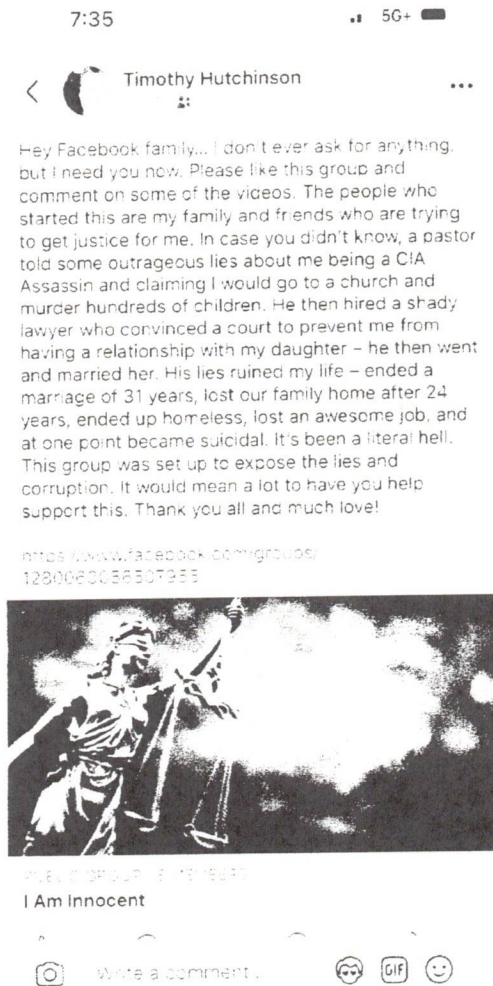 7:35
5G+
Timothy Hutchinson
Hey Facebook family... I don't ever ask for anything,
but I need you now. Please like this group and
comment on some of the videos. The people who
started this are my family and friends who are trying
to get justice for me. In case you didn't know, a pastor
told some outrageous lies about me being a CIA
Assassin and claiming I would go to a church and
murder hundreds of children. He then hired a shady
lawyer who convinced a court to prevent me from
having a relationship with my daughter – he then went
and married her. His lies ruined my life – ended a
marriage of 31 years, lost our family home after 24
years, ended up homeless, lost an awesome job, and
at one point became suicidal. It's been a literal hell.
This group was set up to expose the lies and
corruption. It would mean a lot to have you help
support this. Thank you all and much love!
https://www.facebook.com/groups/
PUBLIC GROUP
I Am Innocent
Write a comment...
GIF